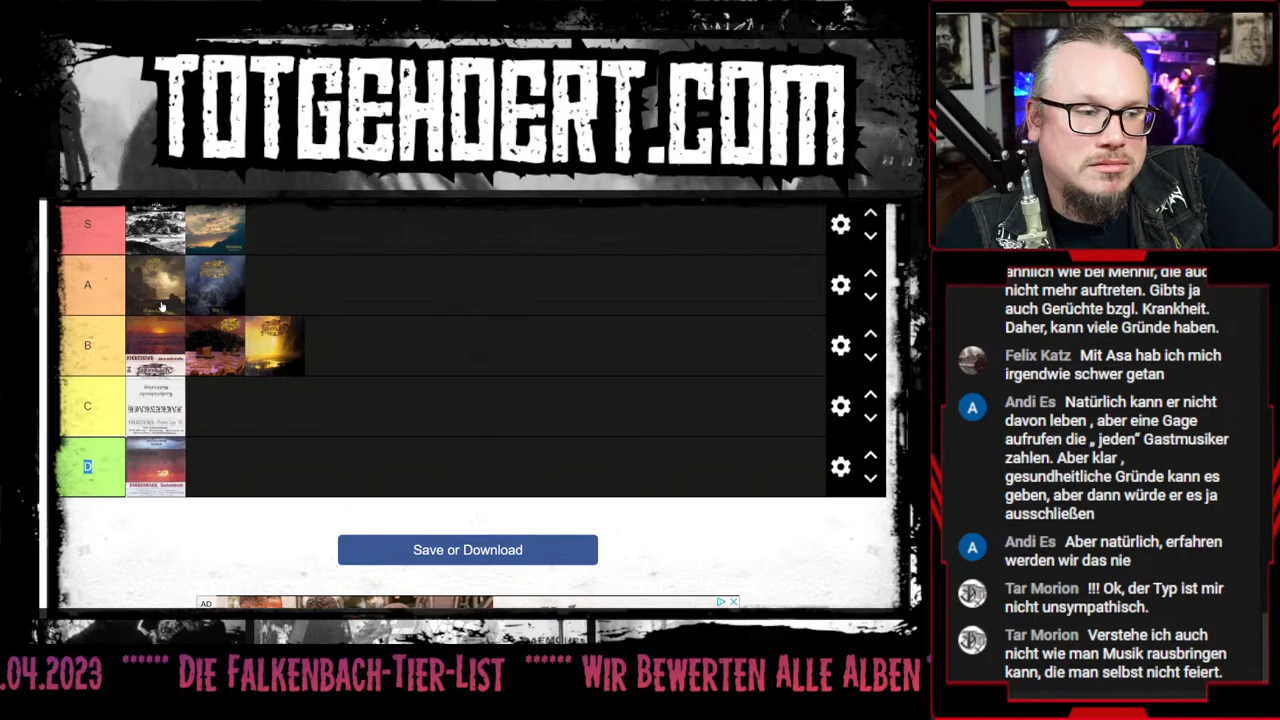 TOTGEHOERT.COM
S
A
B
C
D
Save or Download
AD
.04.2023 ****** Die Falkenbach-Tier-List ****** Wir Bewerten Alle Alben
ähnlich wie bei Menhir, die auch
nicht mehr auftreten. Gibts ja
auch Gerüchte bzgl. Krankheit.
Daher, kann viele Gründe haben.
Felix Katz Mit Asa hab ich mich
irgendwie schwer getan
A
Andi Es Natürlich kann er nicht
davon leben , aber eine Gage
aufrufen die „ jeden“ Gastmusiker
zahlen. Aber klar ,
gesundheitliche Gründe kann es
geben, aber dann würde er es ja
ausschließen
A
Andi Es Aber natürlich, erfahren
werden wir das nie
Tar Morion !!! Ok, der Typ ist mir
nicht unsympathisch.
Tar Morion Verstehe ich auch
nicht wie man Musik rausbringen
kann, die man selbst nicht feiert.